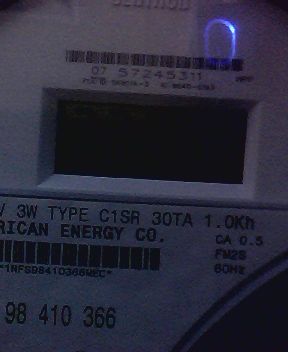 07 57245311
V 3W TYPE C1SR 30TA 1.0Kh
RICAN ENERGY CO.
CA 0.5
FM2S
60HZ
*1NFS98410366MEC*
98 410 366